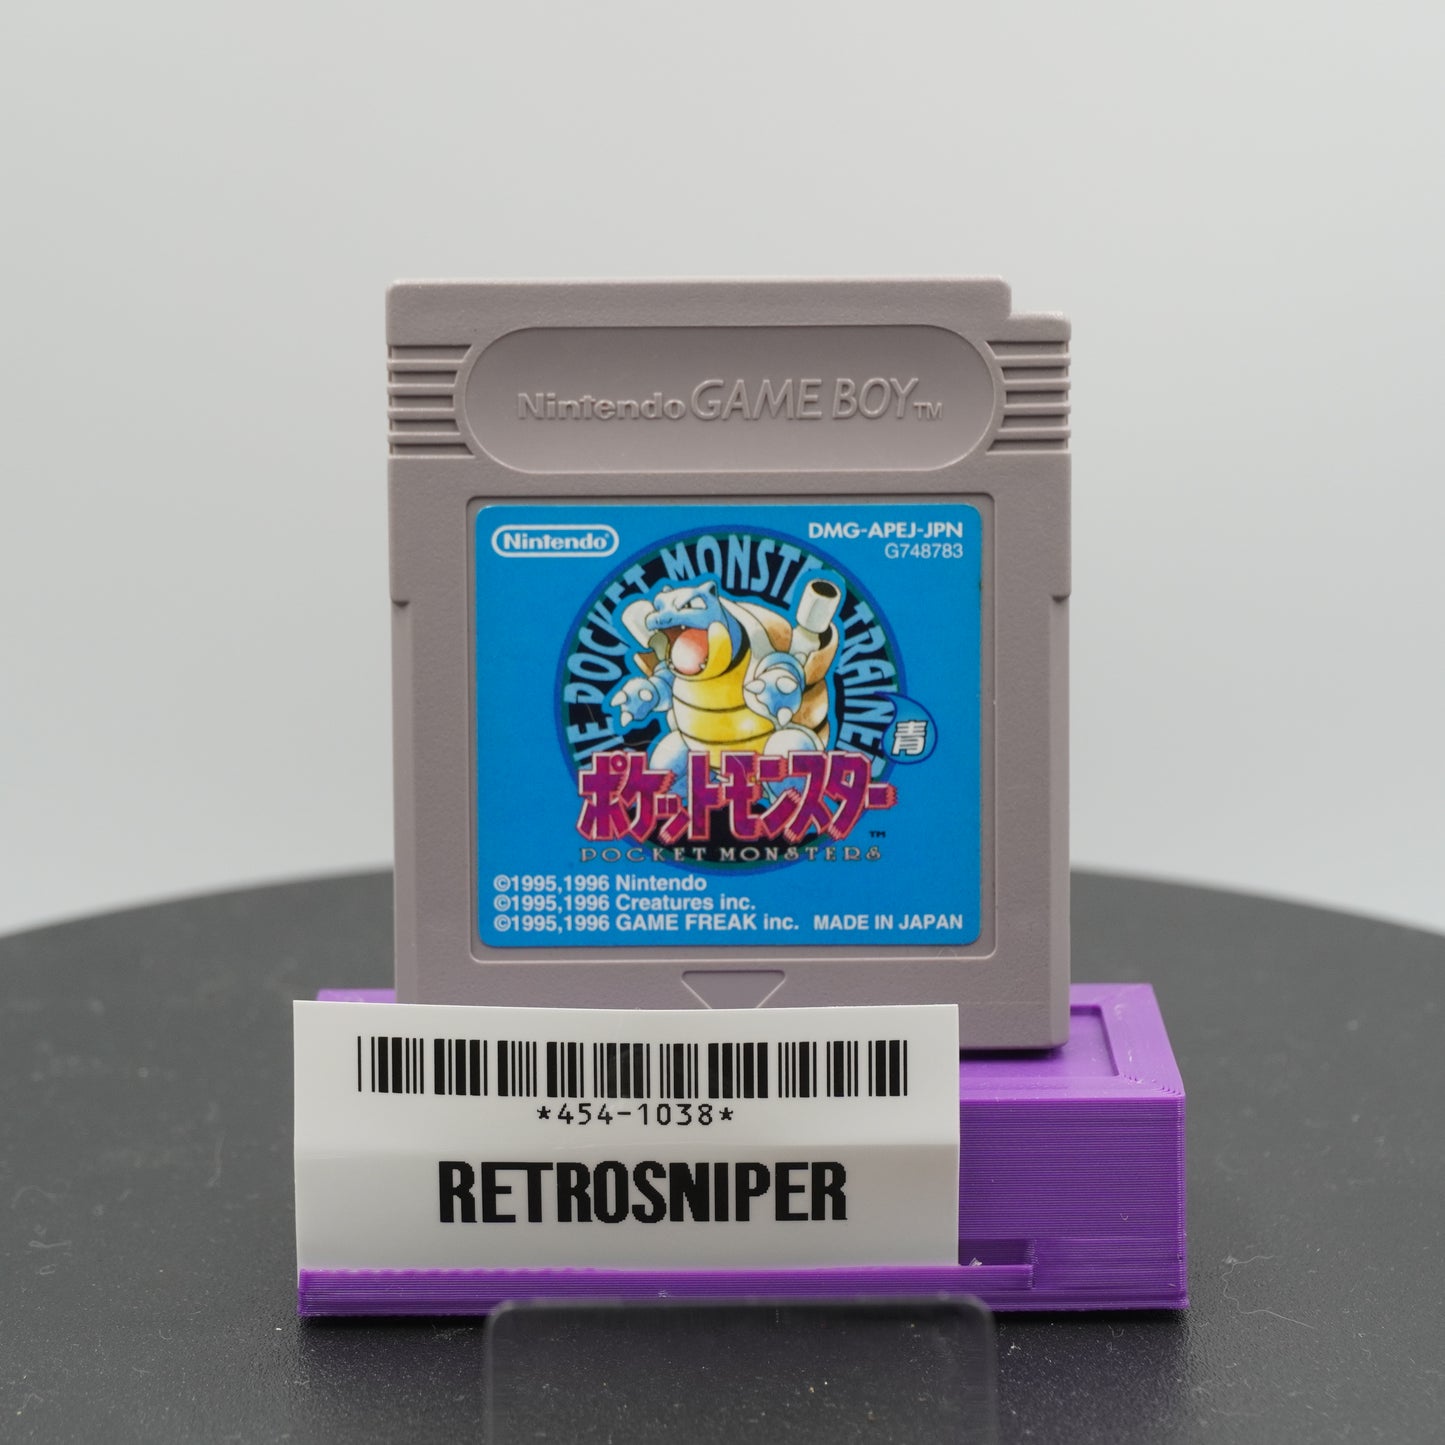 Nintendo GAME BOY TM
Nintendo®
DMG-APEJ-JPN
G748783
THE POCKET MONSTER TRAINER
青
ポケットモンスター
TM
POCKET MONSTERS
©1995,1996 Nintendo
©1995,1996 Creatures inc.
©1995,1996 GAME FREAK inc. MADE IN JAPAN
*454-1038*
RETROSNIPER